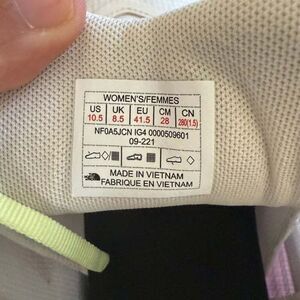 WOMEN'S/FEMMES
US UK EU CM CN
10.5 8.5 41.5 28 280(1.5)
NF0A5JCN IG4 0000509601
09-221
MADE IN VIETNAM
FABRIQUE EN VIETNAM